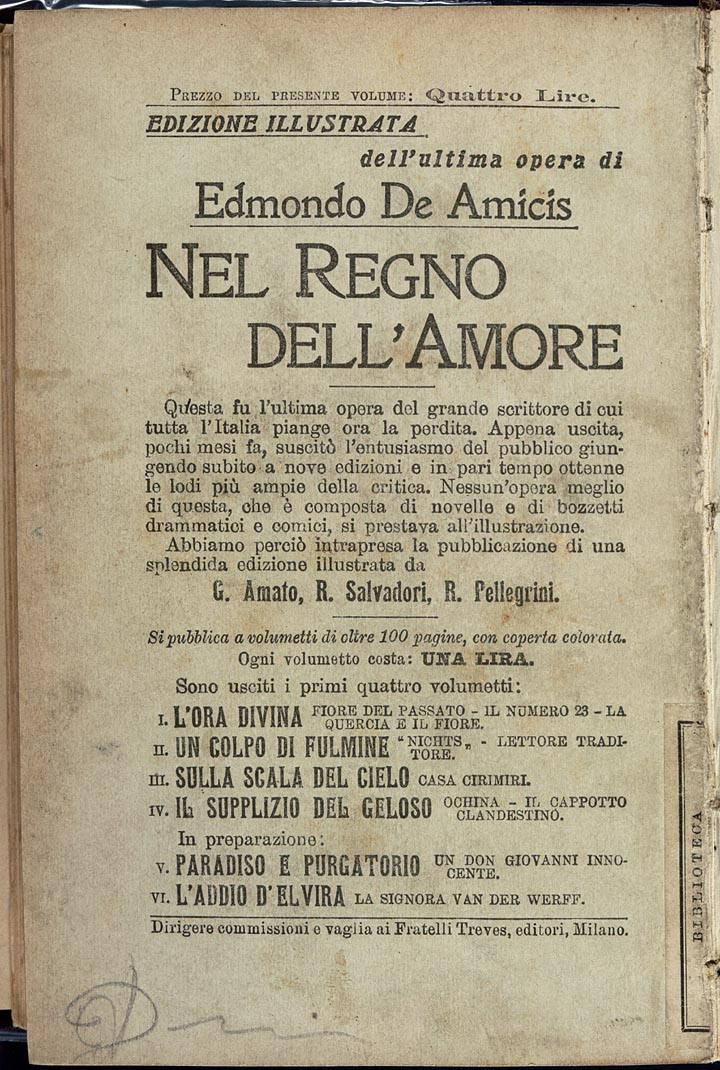 PREZZO DEL PRESENTE VOLUME: Quattro Lire.
EDIZIONE ILLUSTRATA
dell'ultima opera di
Edmondo De Amicis
NEL REGNO
DELL'AMORE
Questa fu l'ultima opera del grande scrittore di cui
tutta l'Italia piange ora la perdita. Appena uscita,
pochi mesi fa, suscitò l'entusiasmo del pubblico giun-
gendo subito a nove edizioni e in pari tempo ottenne
le lodi più ampie della critica. Nessun'opera meglio
di questa, che è composta di novelle e di bozzetti
drammatici e comici, si prestava all'illustrazione.
Abbiamo perciò intrapresa la pubblicazione di una
splendida edizione illustrata da
G. Amato, R. Salvadori, R. Pellegrini.
Si pubblica a volumetti di oltre 100 pagine, con coperta colorata.
Ogni volumetto costa: UNA LIRA.
Sono usciti i primi quattro volumetti:
I. L'ORA DIVINA FIORE DEL PASSATO - IL NUMERO 23 - LA
QUERCIA E IL FIORE.
II. UN COLPO DI FULMINE "NICHTS„ - LETTORE TRADI-
TORE.
III. SULLA SCALA DEL CIELO CASA CIRIMIRI.
IV. IL SUPPLIZIO DEL GELOSO OCHINA - IL CAPPOTTO
CLANDESTINO.
In preparazione:
V. PARADISO E PURGATORIO UN DON GIOVANNI INNO-
CENTE.
VI. L'ADDIO D'ELVIRA LA SIGNORA VAN DER WERFF.
Dirigere commissioni e vaglia ai Fratelli Treves, editori, Milano.
BIBLIOTECA